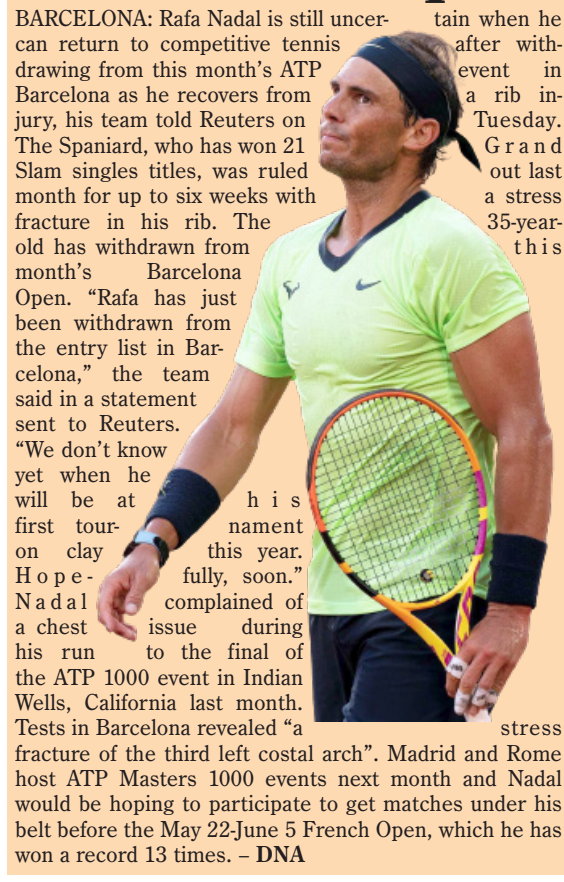 BARCELONA: Rafa Nadal is still uncer- tain when he
can return to competitive tennis after with-
drawing from this month's ATP event in
Barcelona as he recovers from a rib in-
jury, his team told Reuters on Tuesday.
The Spaniard, who has won 21 Grand
Slam singles titles, was ruled out last
month for up to six weeks with a stress
fracture in his rib. The 35-year-
old has withdrawn from this
month's Barcelona
Open. “Rafa has just
been withdrawn from
the entry list in Bar-
celona,” the team
said in a statement
sent to Reuters.
“We don't know
yet when he
will be at his
first tour- nament
on clay this year.
Hope- fully, soon.”
Nadal complained of
a chest issue during
his run to the final of
the ATP 1000 event in Indian
Wells, California last month.
Tests in Barcelona revealed “a stress
fracture of the third left costal arch”. Madrid and Rome
host ATP Masters 1000 events next month and Nadal
would be hoping to participate to get matches under his
belt before the May 22-June 5 French Open, which he has
won a record 13 times. – DNA